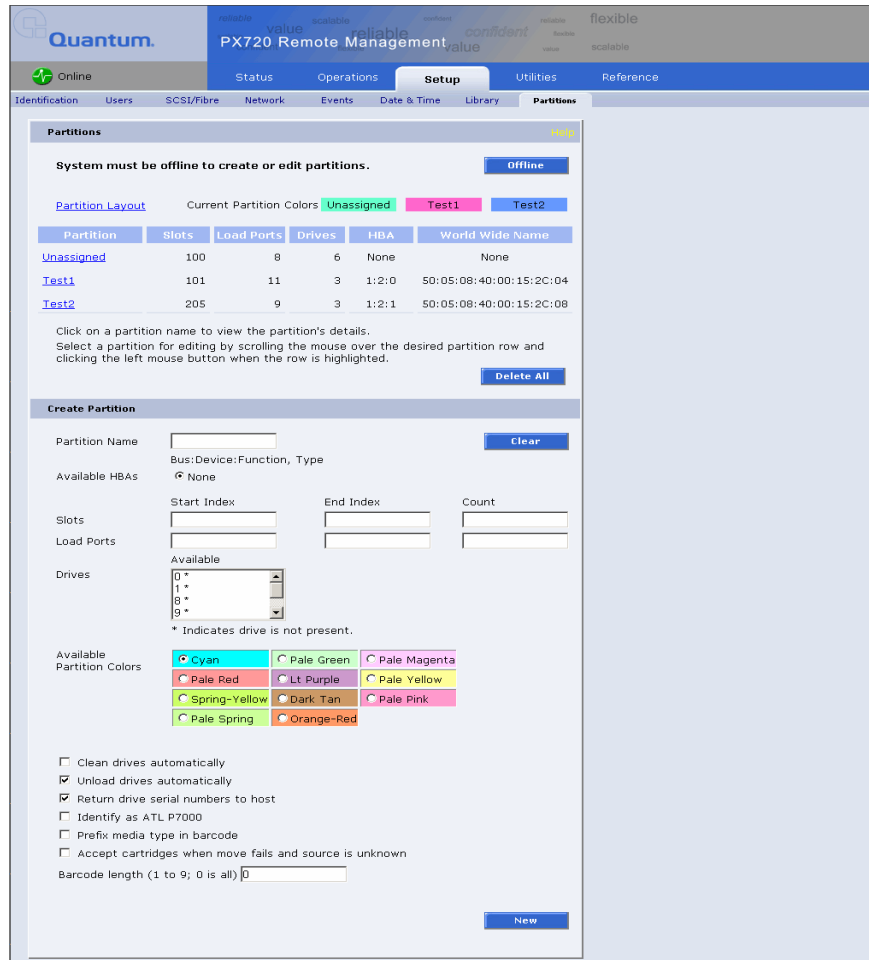 reliable scalable confident reliable flexible
value reliable confident flexible
Quantum.
PX720 Remote Management
value value scalable
Online
Status Operations Setup Utilities Reference
Identification Users SCSI/Fibre Network Events Date & Time Library Partitions
Partitions Help
System must be offline to create or edit partitions. Offline
Partition Layout Current Partition Colors Unassigned Test1 Test2
Partition Slots Load Ports Drives HBA World Wide Name
Unassigned 100 8 6 None None
Test1 101 11 3 1:2:0 50:05:08:40:00:15:2C:04
Test2 205 9 3 1:2:1 50:05:08:40:00:15:2C:08
Click on a partition name to view the partition's details.
Select a partition for editing by scrolling the mouse over the desired partition row and
clicking the left mouse button when the row is highlighted.
Delete All
Create Partition
Partition Name Clear
Bus:Device:Function, Type
Available HBAs None
Start Index End Index Count
Slots
Load Ports
Available
Drives
0 *
1 *
8 *
9 *
* Indicates drive is not present.
Available
Partition Colors
Cyan Pale Green Pale Magenta
Pale Red Lt Purple Pale Yellow
Spring-Yellow Dark Tan Pale Pink
Pale Spring Orange-Red
Clean drives automatically
Unload drives automatically
Return drive serial numbers to host
Identify as ATL P7000
Prefix media type in barcode
Accept cartridges when move fails and source is unknown
Barcode length (1 to 9; 0 is all) 0
New